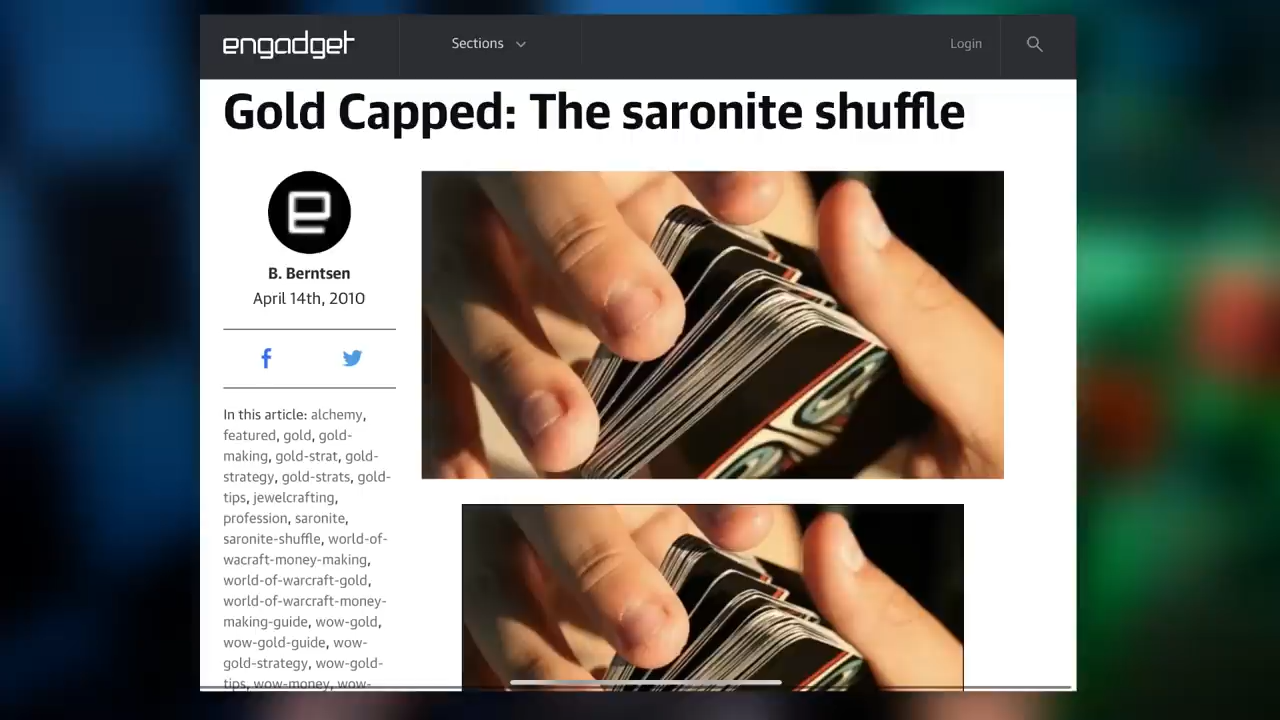 engadget
Sections
Login
Gold Capped: The saronite shuffle
B. Berntsen
April 14th, 2010
In this article: alchemy,
featured, gold, gold-
making, gold-strat, gold-
strategy, gold-strats, gold-
tips, jewelcrafting,
profession, saronite,
saronite-shuffle, world-of-
wacraft-money-making,
world-of-warcraft-gold,
world-of-warcraft-money-
making-guide, wow-gold,
wow-gold-guide, wow-
gold-strategy, wow-gold-
tips, wow-money, wow-